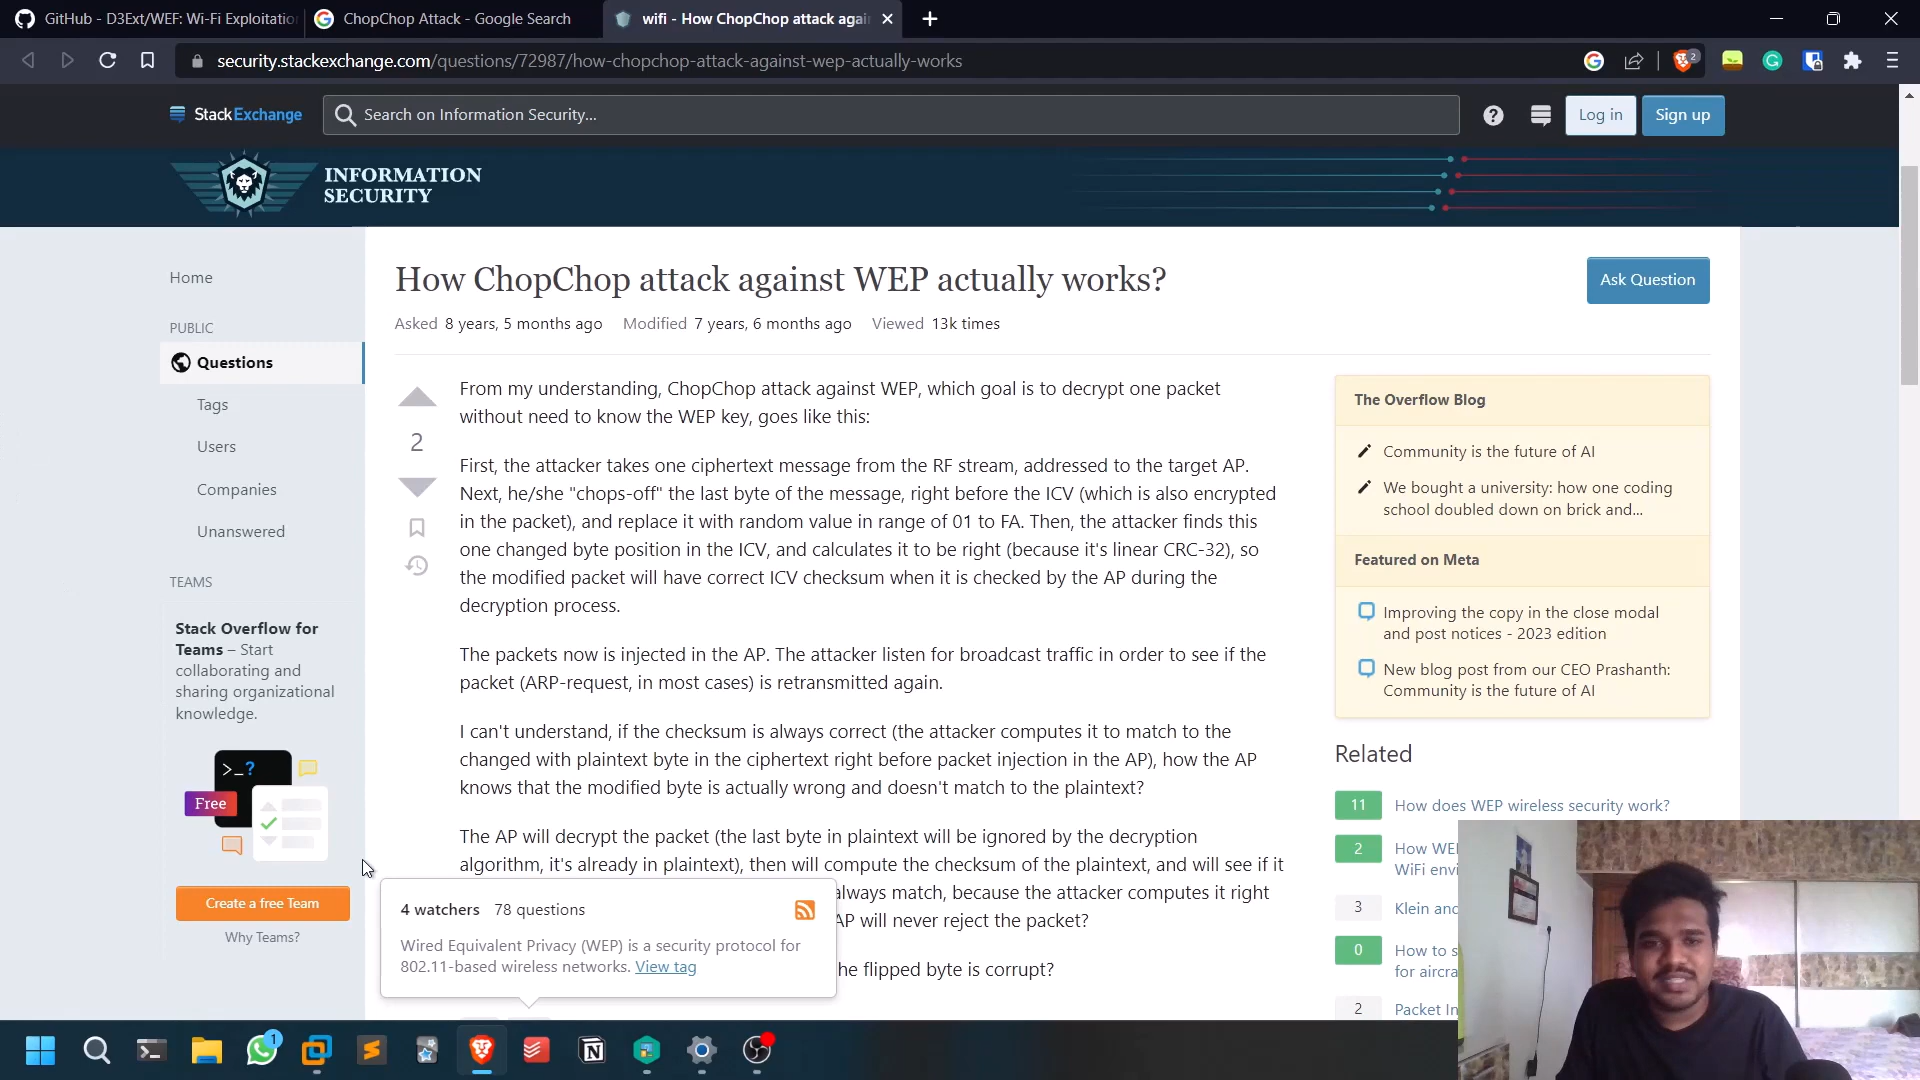 GitHub - D3Ext/WEF: Wi-Fi Exploitatio
ChopChop Attack - Google Search
wifi - How ChopChop attack agai
security.stackexchange.com/questions/72987/how-chopchop-attack-against-wep-actually-works
2
StackExchange
Search on Information Security...
Log in
Sign up
INFORMATION
SECURITY
Home
PUBLIC
Questions
Tags
Users
Companies
Unanswered
TEAMS
Stack Overflow for
Teams – Start
collaborating and
sharing organizational
knowledge.
>_?
Free
Create a free Team
Why Teams?
How ChopChop attack against WEP actually works?
Ask Question
Asked 8 years, 5 months ago Modified 7 years, 6 months ago Viewed 13k times
2
From my understanding, ChopChop attack against WEP, which goal is to decrypt one packet
without need to know the WEP key, goes like this:
First, the attacker takes one ciphertext message from the RF stream, addressed to the target AP.
Next, he/she "chops-off" the last byte of the message, right before the ICV (which is also encrypted
in the packet), and replace it with random value in range of 01 to FA. Then, the attacker finds this
one changed byte position in the ICV, and calculates it to be right (because it's linear CRC-32), so
the modified packet will have correct ICV checksum when it is checked by the AP during the
decryption process.
The packets now is injected in the AP. The attacker listen for broadcast traffic in order to see if the
packet (ARP-request, in most cases) is retransmitted again.
I can't understand, if the checksum is always correct (the attacker computes it to match to the
changed with plaintext byte in the ciphertext right before packet injection in the AP), how the AP
knows that the modified byte is actually wrong and doesn't match to the plaintext?
The AP will decrypt the packet (the last byte in plaintext will be ignored by the decryption
algorithm, it's already in plaintext), then will compute the checksum of the plaintext, and will see if it
always match, because the attacker computes it right
AP will never reject the packet?
he flipped byte is corrupt?
4 watchers 78 questions
Wired Equivalent Privacy (WEP) is a security protocol for
802.11-based wireless networks. View tag
The Overflow Blog
Community is the future of AI
We bought a university: how one coding
school doubled down on brick and...
Featured on Meta
Improving the copy in the close modal
and post notices - 2023 edition
New blog post from our CEO Prashanth:
Community is the future of AI
Related
11 How does WEP wireless security work?
2 How WE
WiFi envi
3 Klein and
0 How to s
for aircra
2 Packet In
1